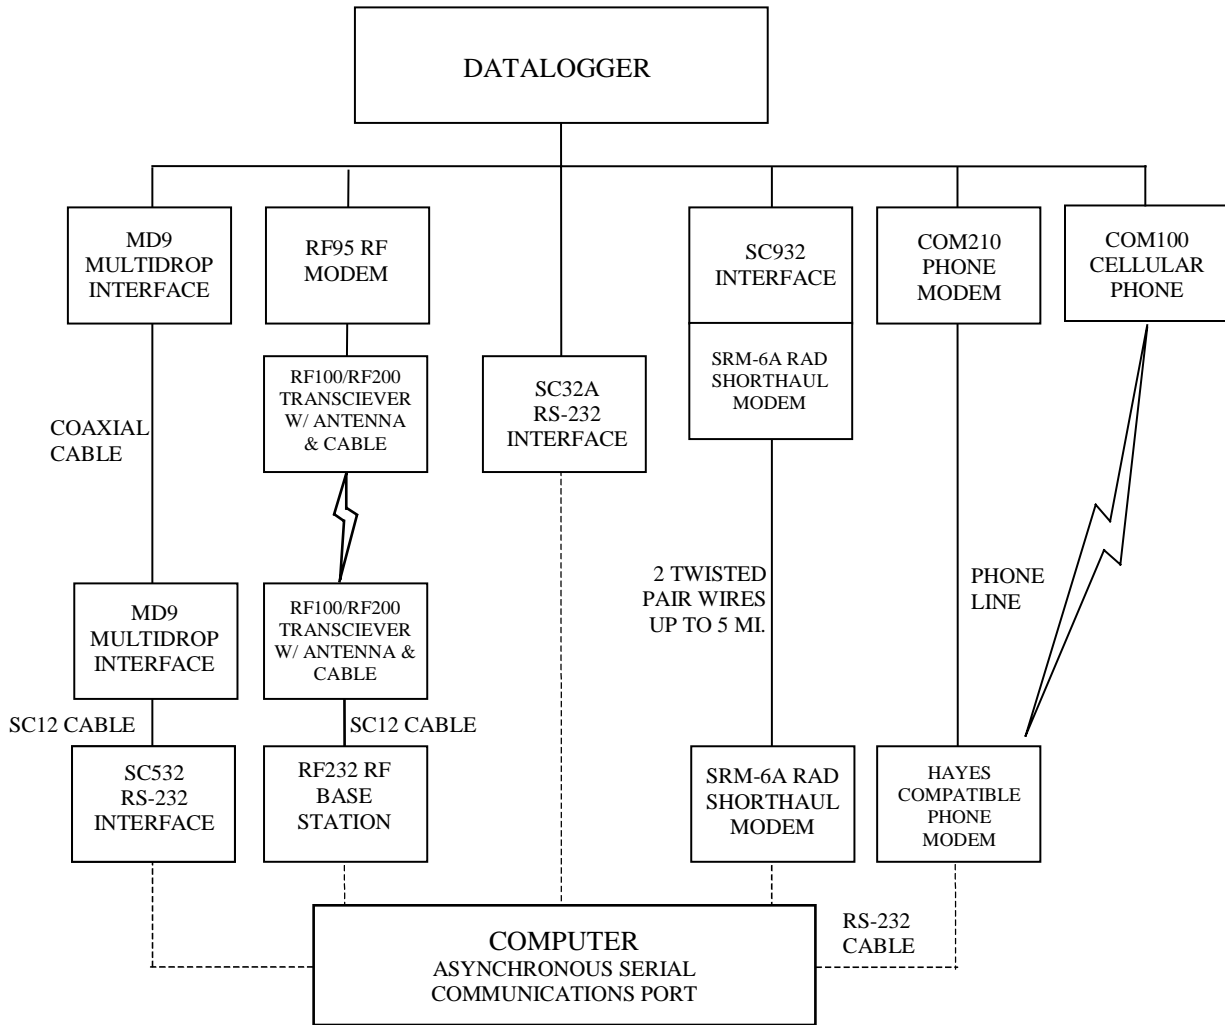 DATALOGGER
MD9
MULTIDROP
INTERFACE
RF95 RF
MODEM
SC932
INTERFACE
COM210
PHONE
MODEM
COM100
CELLULAR
PHONE
RF100/RF200
TRANSCIEVER
W/ ANTENNA
& CABLE
SC32A
RS-232
INTERFACE
SRM-6A RAD
SHORTHAUL
MODEM
COAXIAL
CABLE
2 TWISTED
PAIR WIRES
UP TO 5 MI.
PHONE
LINE
MD9
MULTIDROP
INTERFACE
RF100/RF200
TRANSCIEVER
W/ ANTENNA &
CABLE
SC12 CABLE
SC12 CABLE
SC532
RS-232
INTERFACE
RF232 RF
BASE
STATION
SRM-6A RAD
SHORTHAUL
MODEM
HAYES
COMPATIBLE
PHONE
MODEM
COMPUTER
ASYNCHRONOUS SERIAL
COMMUNICATIONS PORT
RS-232
CABLE